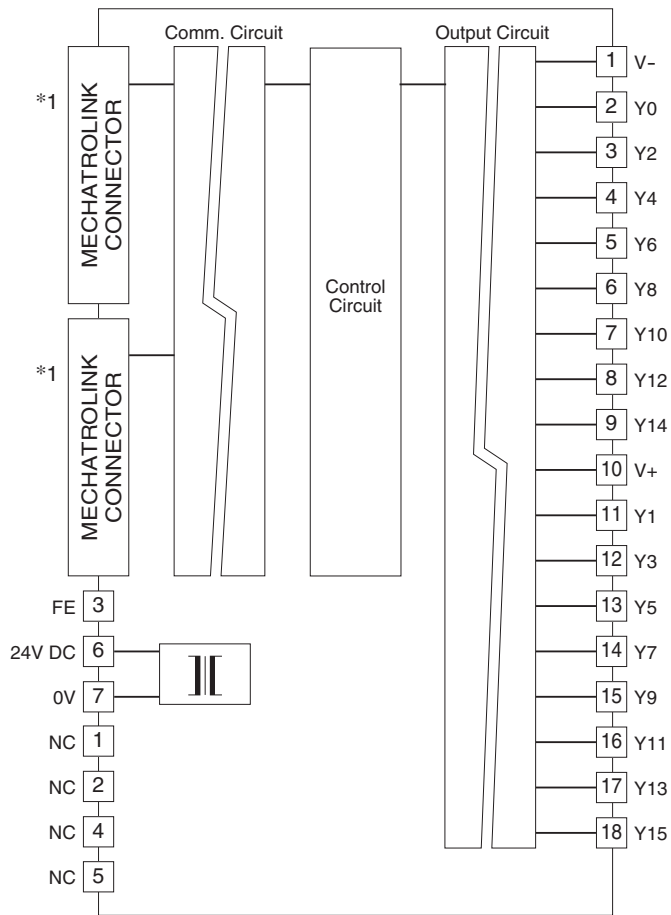 Comm. Circuit
Output Circuit
*1
MECHATROLINK
CONNECTOR
*1
MECHATROLINK
CONNECTOR
Control
Circuit
FE 3
24V DC 6
0V 7
NC 1
NC 2
NC 4
NC 5
1 V−
2 Y0
3 Y2
4 Y4
5 Y6
6 Y8
7 Y10
8 Y12
9 Y14
10 V+
11 Y1
12 Y3
13 Y5
14 Y7
15 Y9
16 Y11
17 Y13
18 Y15